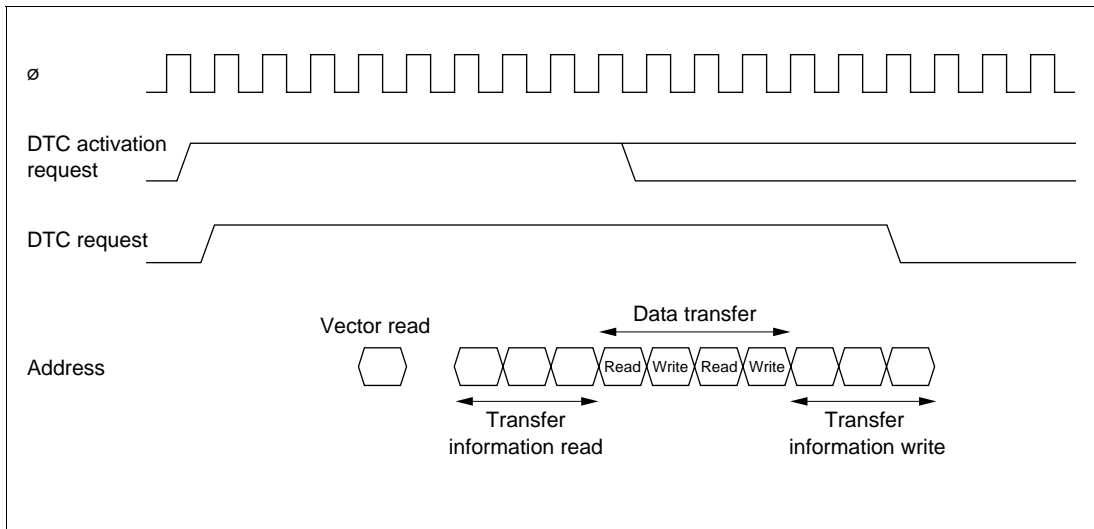 ø
DTC activation
request
DTC request
Data transfer
Vector read
Address
Read Write Read Write
Transfer
information read
Transfer
information write